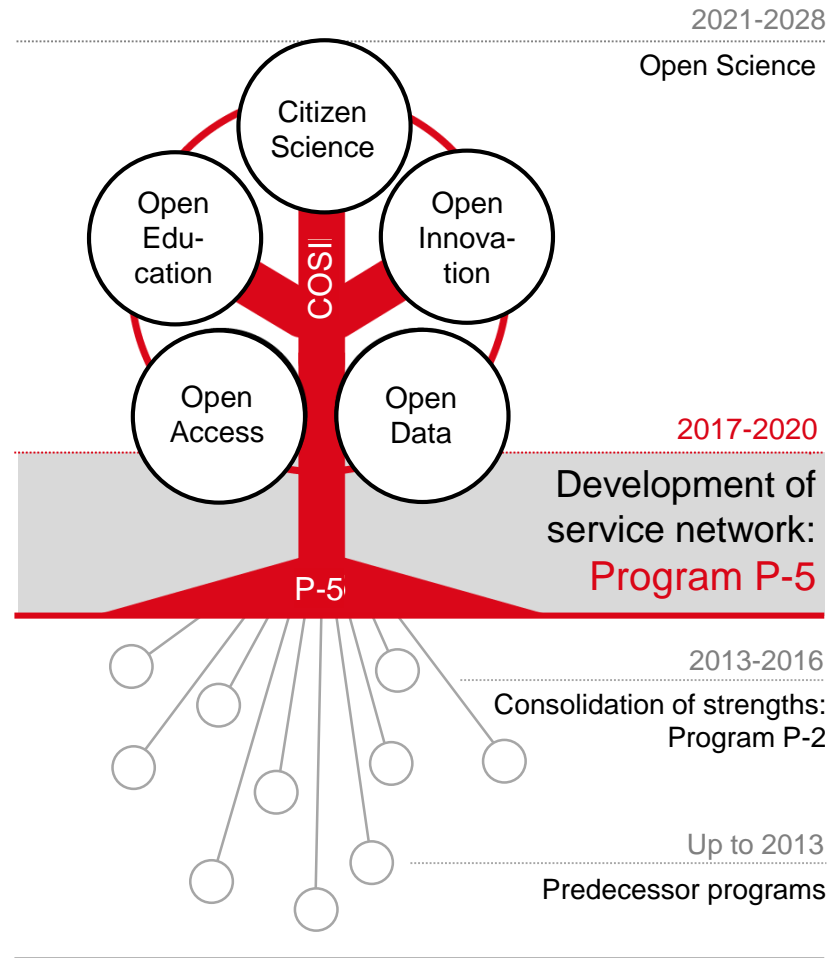 2021-2028
Open Science
Citizen
Science
Open
Edu-
cation
Open
Innova-
tion
COSI
Open
Access
Open
Data
2017-2020
Development of
service network:
Program P-5
P-5
2013-2016
Consolidation of strengths:
Program P-2
Up to 2013
Predecessor programs